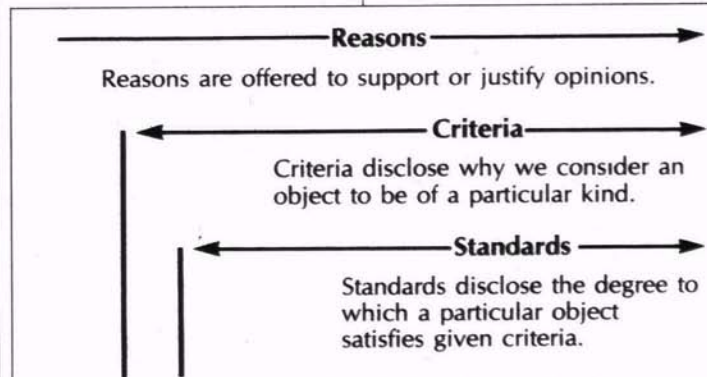 Reasons
Reasons are offered to support or justify opinions.
Criteria
Criteria disclose why we consider an
object to be of a particular kind.
Standards
Standards disclose the degree to
which a particular object
satisfies given criteria.